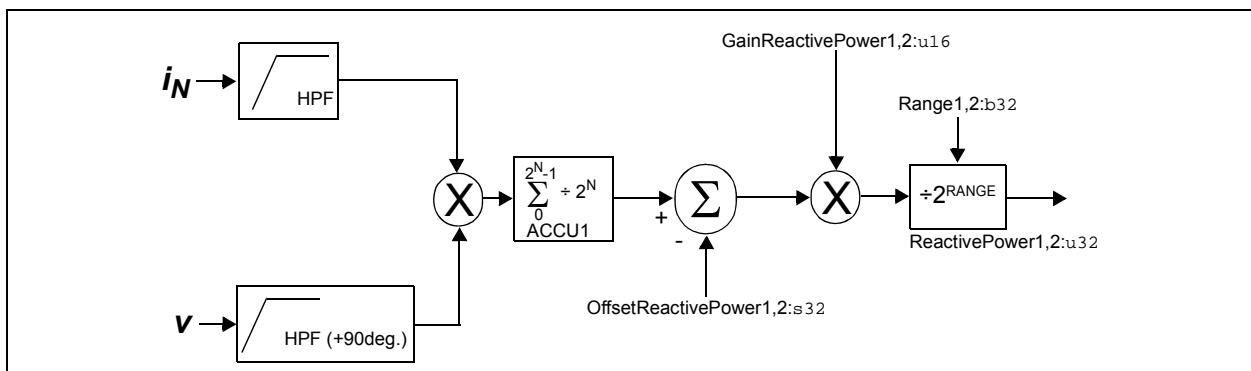 GainReactivePower1,2:u16
i_N
HPF
Range1,2:b32
X
2^N-1
∑ ÷ 2^N
0
ACCU1
+
-
Σ
X
÷2^RANGE
ReactivePower1,2:u32
OffsetReactivePower1,2:s32
v
HPF (+90deg.)